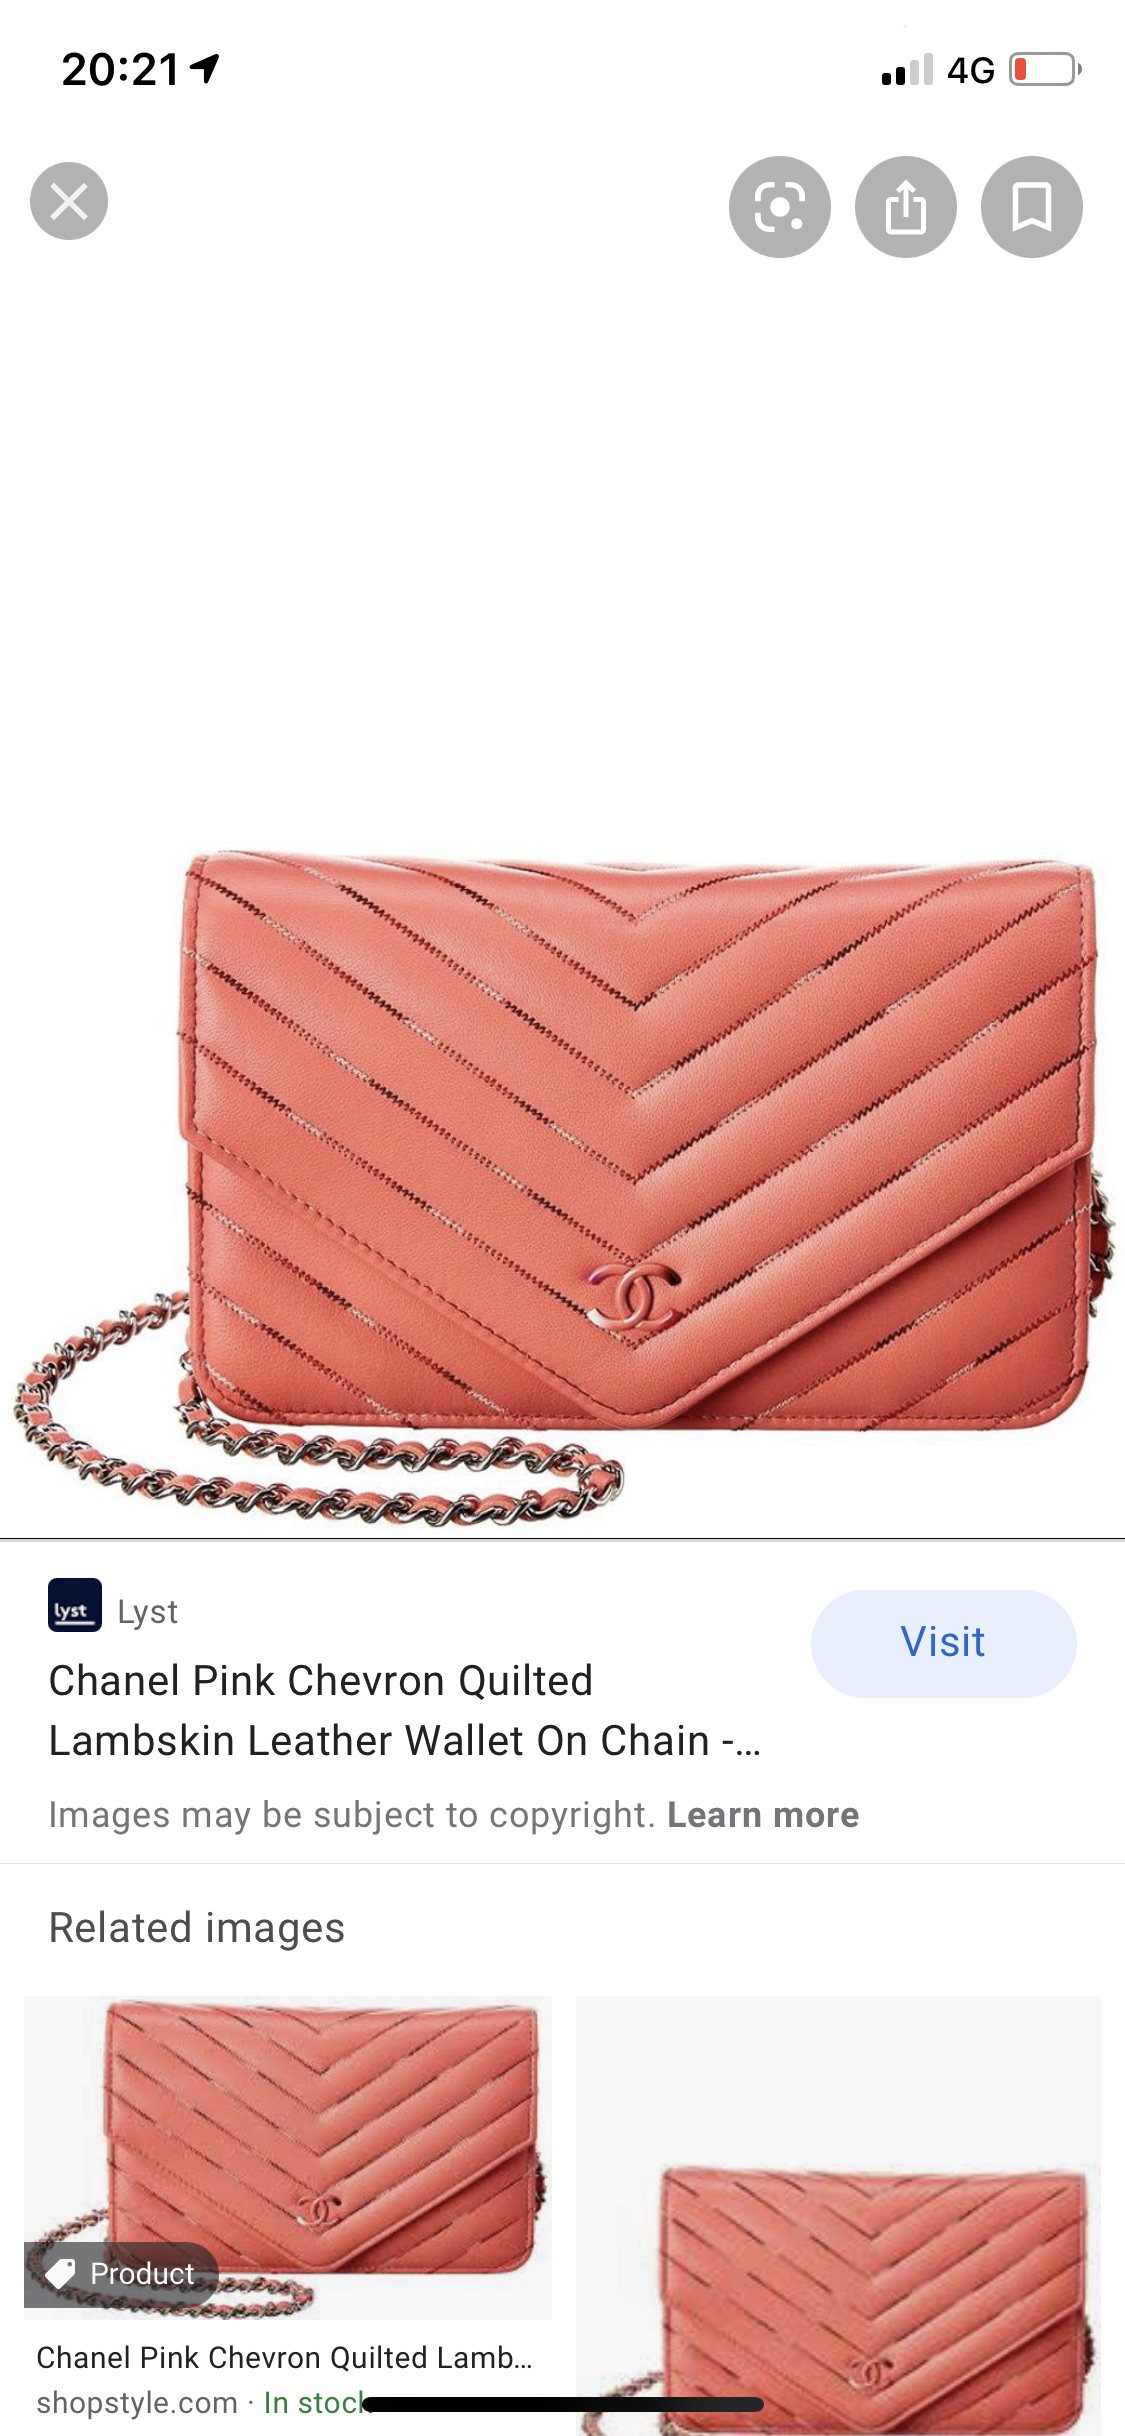 20:21
4G
lyst
Lyst
Visit
Chanel Pink Chevron Quilted
Lambskin Leather Wallet On Chain -...
Images may be subject to copyright. Learn more
Related images
Product
Chanel Pink Chevron Quilted Lamb...
shopstyle.com · In stock